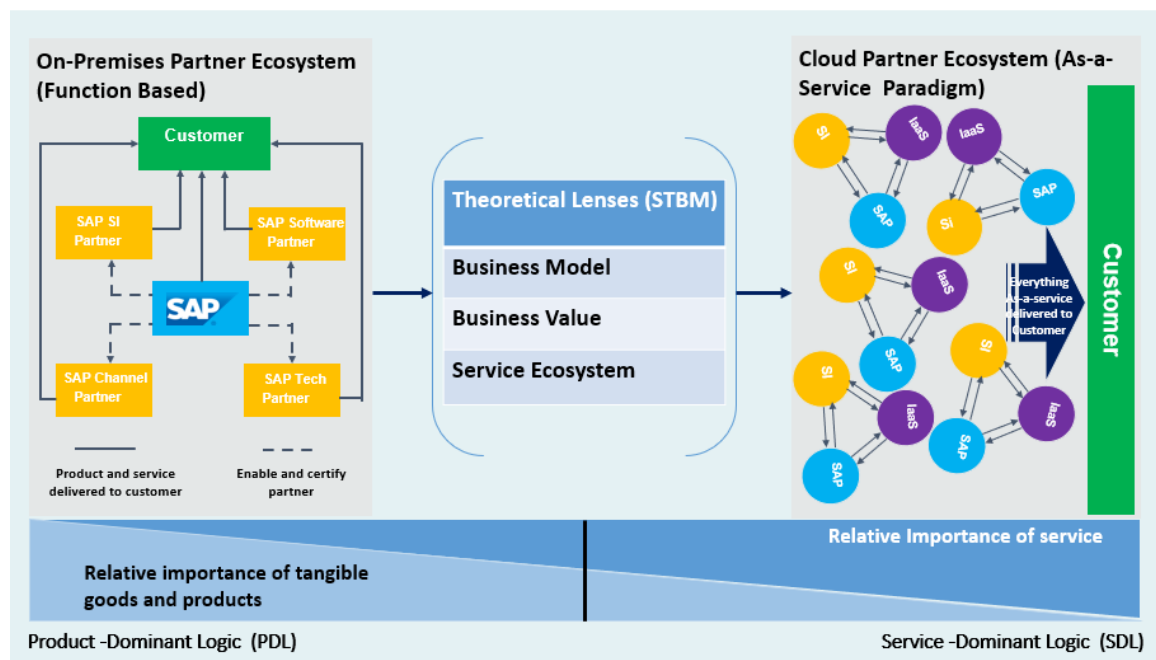 On-Premises Partner Ecosystem
(Function Based)
Customer
SAP SI
Partner
SAP Software
Partner
SAP
SAP Channel
Partner
SAP Tech
Partner
Product and service
delivered to customer
Enable and certify
partner
Theoretical Lenses (STBM)
Business Model
Business Value
Service Ecosystem
Cloud Partner Ecosystem (As-a-
Service Paradigm)
SI
IaaS
SAP
IaaS
SAP
Si
SI
IaaS
SAP
SI
IaaS
SAP
SI
IaaS
SAP
Everything
As-a-service
delivered to
Customer
Customer
Relative importance of tangible
goods and products
Relative Importance of service
Product -Dominant Logic (PDL)
Service -Dominant Logic (SDL)